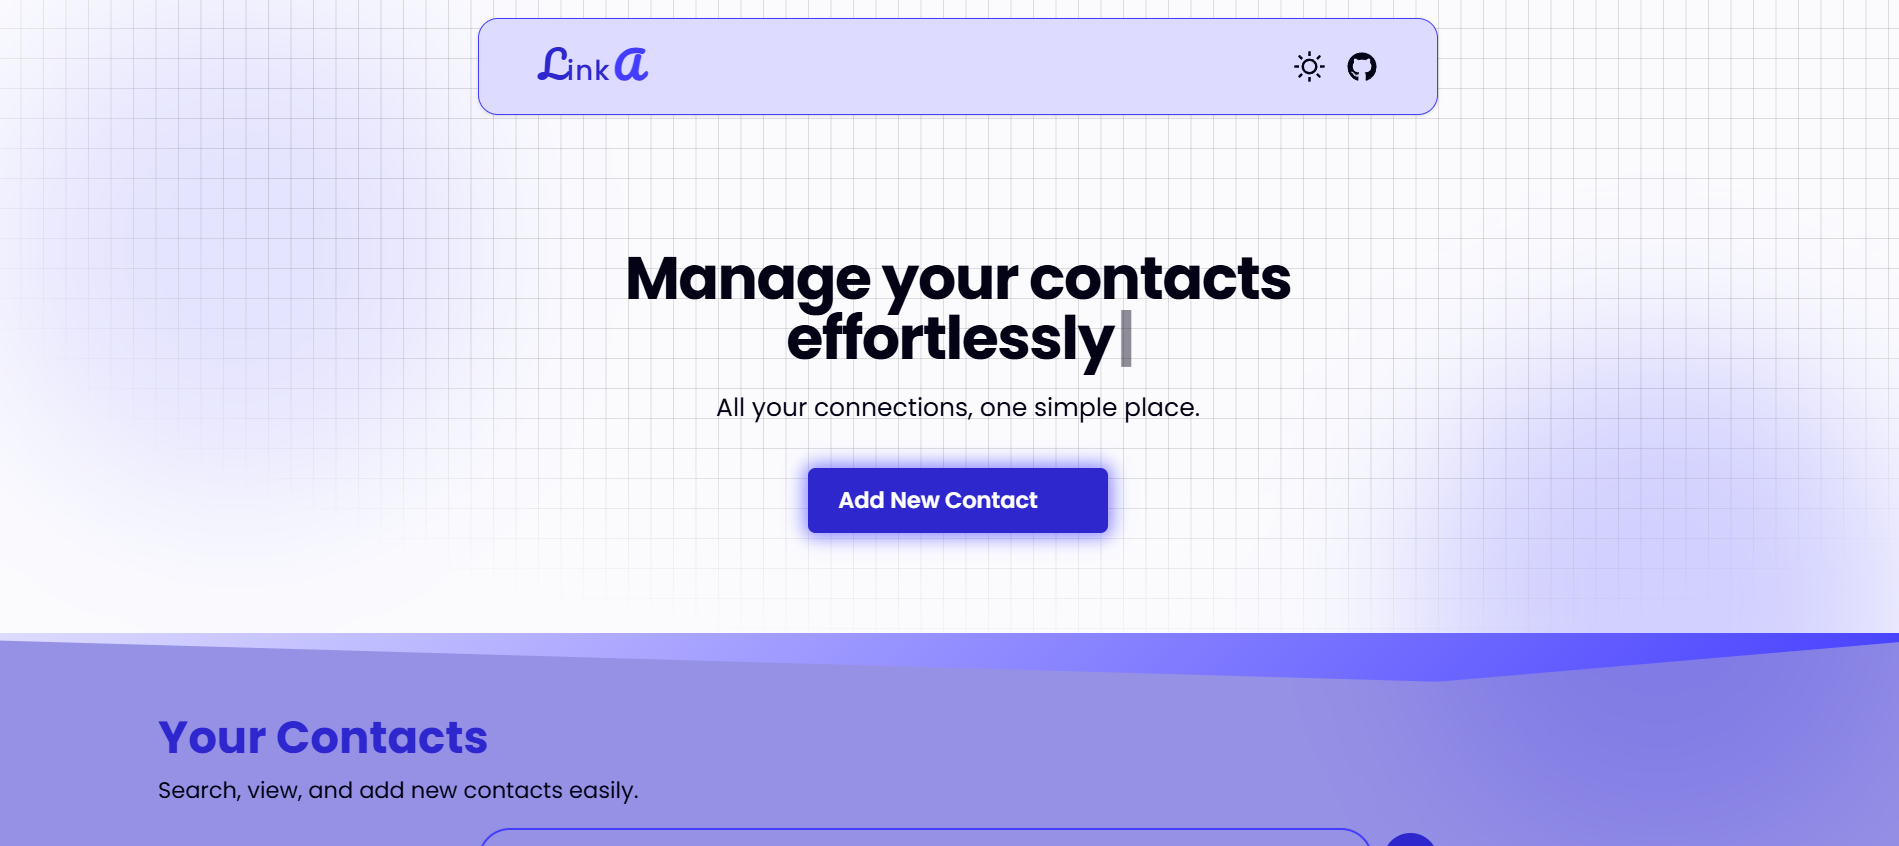 Link a
Manage your contacts
effortlessly
All your connections, one simple place.
Add New Contact
Your Contacts
Search, view, and add new contacts easily.